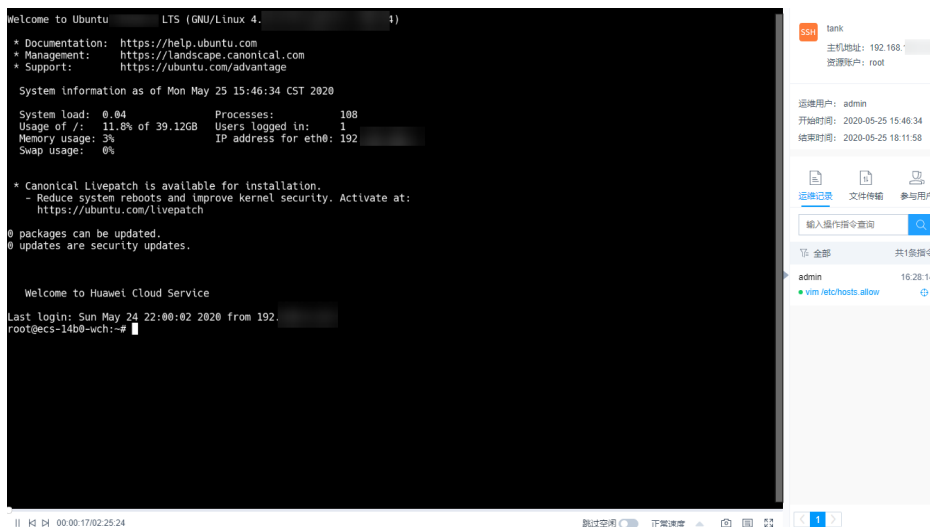 Welcome to Ubuntu LTS (GNU/Linux 4. 4)
* Documentation: https://help.ubuntu.com
* Management: https://landscape.canonical.com
* Support: https://ubuntu.com/advantage
System information as of Mon May 25 15:46:34 CST 2020
System load: 0.04 Processes: 108
Usage of /: 11.8% of 39.12GB Users logged in: 1
Memory usage: 3% IP address for eth0: 192
Swap usage: 0%
* Canonical Livepatch is available for installation.
- Reduce system reboots and improve kernel security. Activate at:
https://ubuntu.com/livepatch
0 packages can be updated.
0 updates are security updates.
Welcome to Huawei Cloud Service
Last login: Sun May 24 22:00:02 2020 from 192.
root@ecs-14b0-wch:~#
00:00:17/02:25:24
跳过空闲
正常速度
SSH
tank
主机地址: 192.168.
资源账户: root
运维用户: admin
开始时间: 2020-05-25 15:46:34
结束时间: 2020-05-25 18:11:58
运维记录 文件传输 参与用户
输入操作指令查询
全部 共1条指令
admin 16:28:1
vim /etc/hosts.allow
1